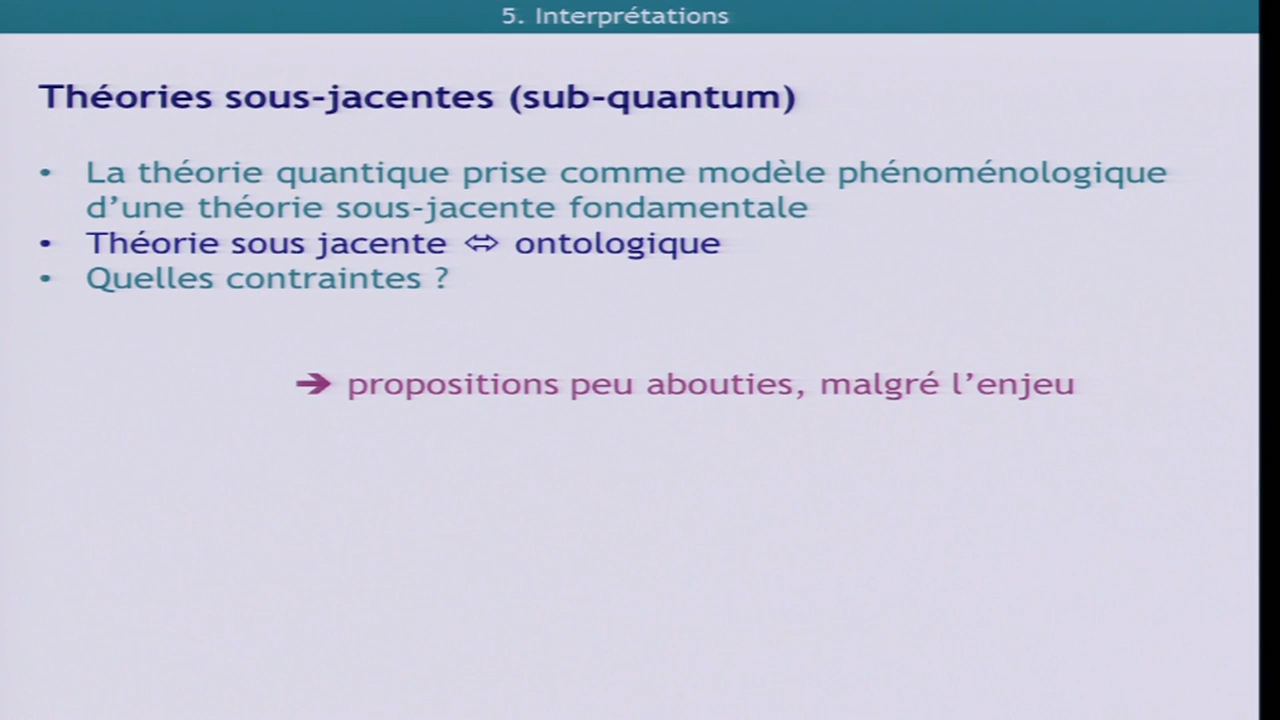 5. Interprétations
Théories sous-jacentes (sub-quantum)
• La théorie quantique prise comme modèle phénoménologique
d’une théorie sous-jacente fondamentale
• Théorie sous jacente ⇔ ontologique
• Quelles contraintes ?
➔ propositions peu abouties, malgré l’enjeu